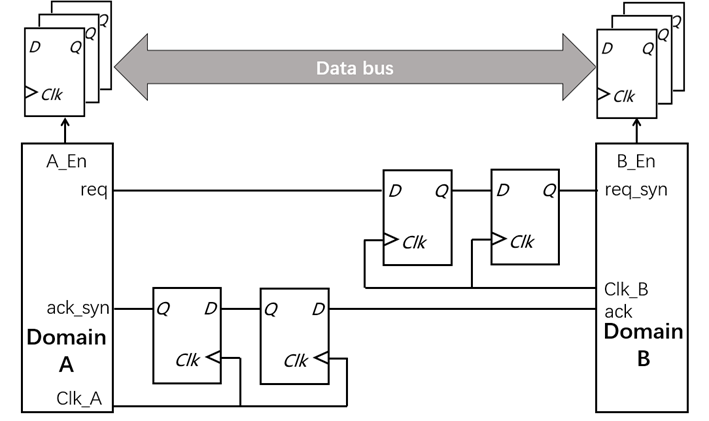 Q
D Q
Clk
Data bus
Q
Q
D Q
Clk
A_En
req
ack_syn
Domain
A
Clk_A
D Q
Clk
D Q
Clk
Q D
Clk
Q D
Clk
B_En
req_syn
Clk_B
ack
Domain
B